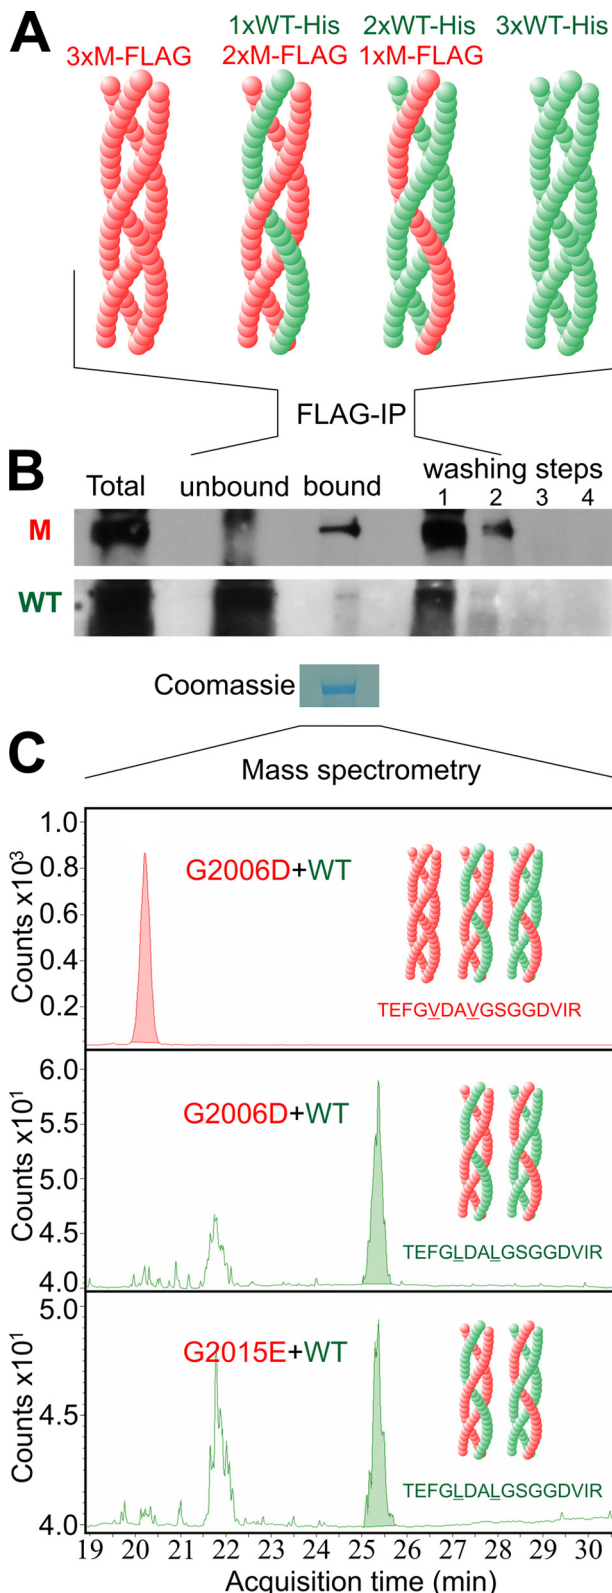 A
1xWT-His 2xWT-His 3xWT-His
3xM-FLAG 2xM-FLAG 1xM-FLAG
FLAG-IP
B
washing steps
Total unbound bound 1 2 3 4
M
WT
Coomassie
C
Mass spectrometry
Counts x10³
1.0
0.8
0.6
0.4
0.2
G2006D+WT
TEFGVDAVGSGGDVIR
Counts x10¹
6.0
5.5
5.0
4.5
4.0
G2006D+WT
TEFGLDALGSGGDVIR
Counts x10¹
5.0
4.5
4.0
G2015E+WT
TEFGLDALGSGGDVIR
19 20 21 22 23 24 25 26 27 28 29 30
Acquisition time (min)